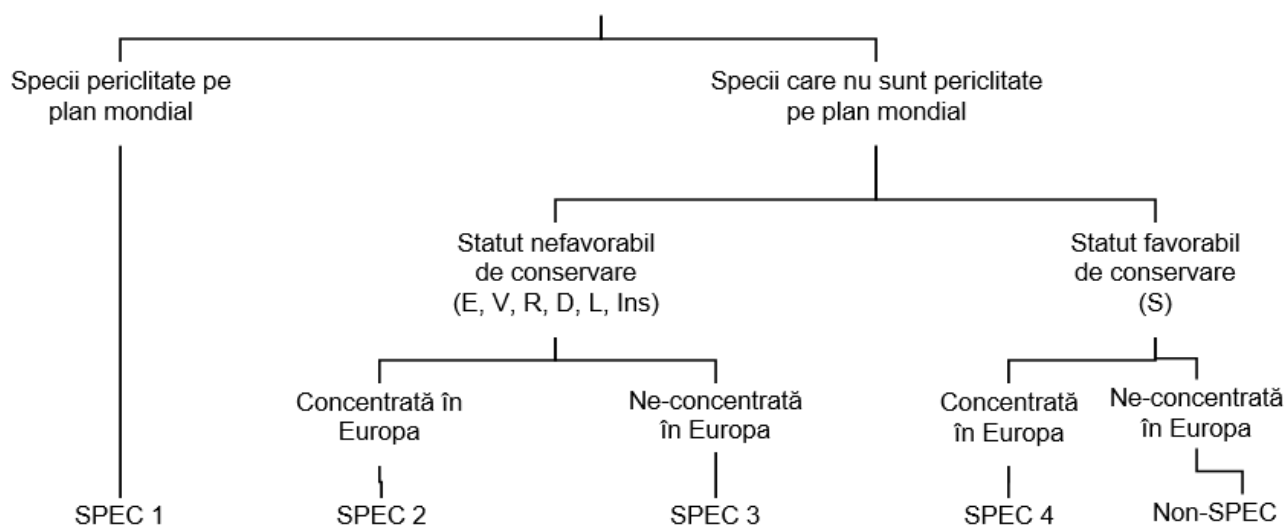 Specii periclitate pe
plan mondial
Specii care nu sunt periclitate
pe plan mondial
Statut nefavorabil
de conservare
(E, V, R, D, L, Ins)
Statut favorabil
de conservare
(S)
Concentrată în
Europa
Ne-concentrată
în Europa
Concentrată
în Europa
Ne-concentrată
în Europa
SPEC 1
SPEC 2
SPEC 3
SPEC 4
Non-SPEC